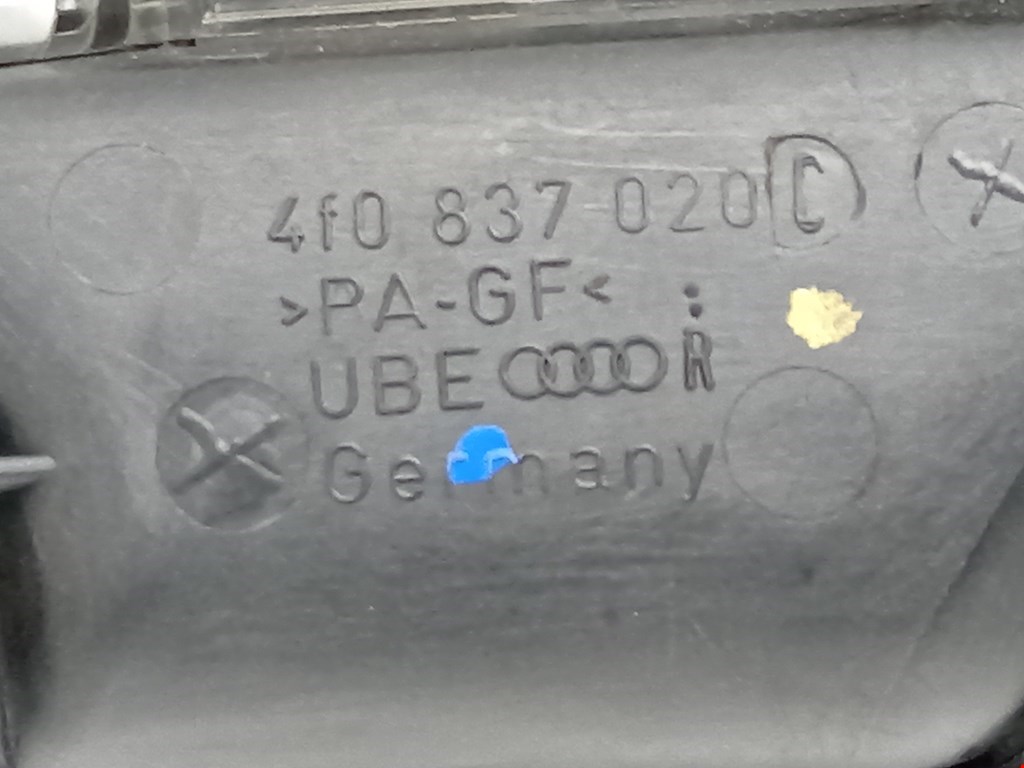 4f0 837 020 C
>PA-GF<
UBE R
Germany